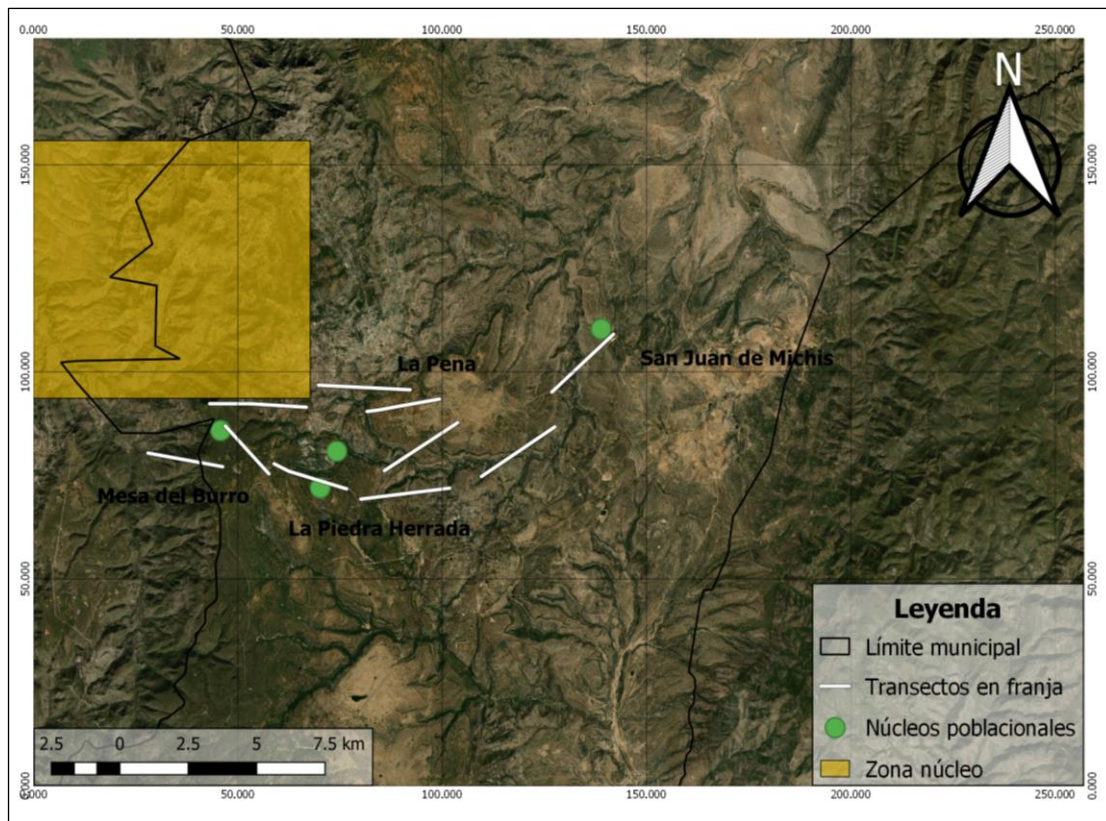 0.000 50.000 100.000 150.000 200.000 250.000
N
150.000 150.000
La Pena
San Juan de Michis
100.000 100.000
Mesa del Burro
La Piedra Herrada
50.000 50.000
Leyenda
Límite municipal
Transectos en franja
Núcleos poblacionales
Zona núcleo
2.5 0 2.5 5 7.5 km
0.000 0.000
0.000 50.000 100.000 150.000 200.000 250.000